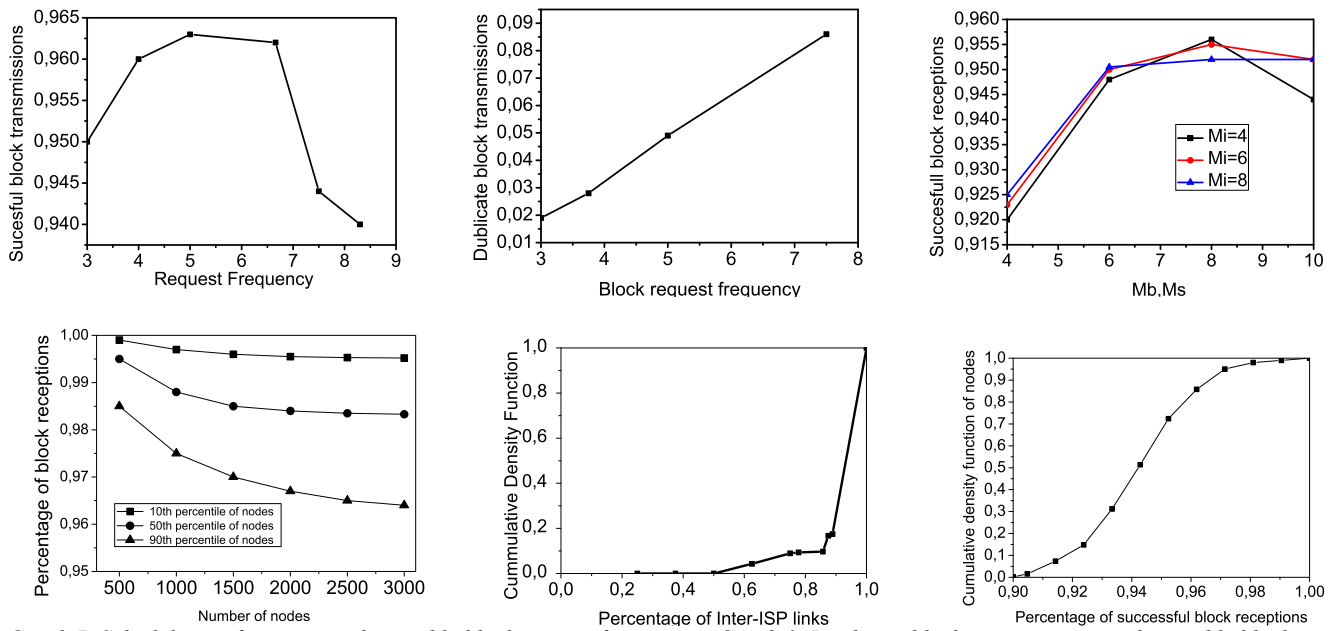 0,965
0,960
0,955
0,950
0,945
0,940
3 4 5 6 7 8 9
Sucesful block transmissions
Request Frequency
0,09
0,08
0,07
0,06
0,05
0,04
0,03
0,02
0,01
3 4 5 6 7 8
Dublicate block transmissions
Block request frequency
0,960
0,955
0,950
0,945
0,940
0,935
0,930
0,925
0,920
0,915
4 6 8 10
Succesfull block receptions
Mi=4
Mi=6
Mi=8
Mb,Ms
1,00
0,99
0,98
0,97
0,96
0,95
500 1000 1500 2000 2500 3000
Percentage of block receptions
10th percentile of nodes
50th percentile of nodes
90th percentile of nodes
Number of nodes
1,0
0,8
0,6
0,4
0,2
0,0
0,0 0,2 0,4 0,6 0,8 1,0
Cummulative Density Function
Percentage of Inter-ISP links
1,0
0,9
0,8
0,7
0,6
0,5
0,4
0,3
0,2
0,1
0,0
0,90 0,92 0,94 0,96 0,98 1,00
Cumulative density function of nodes
Percentage of successful block receptions